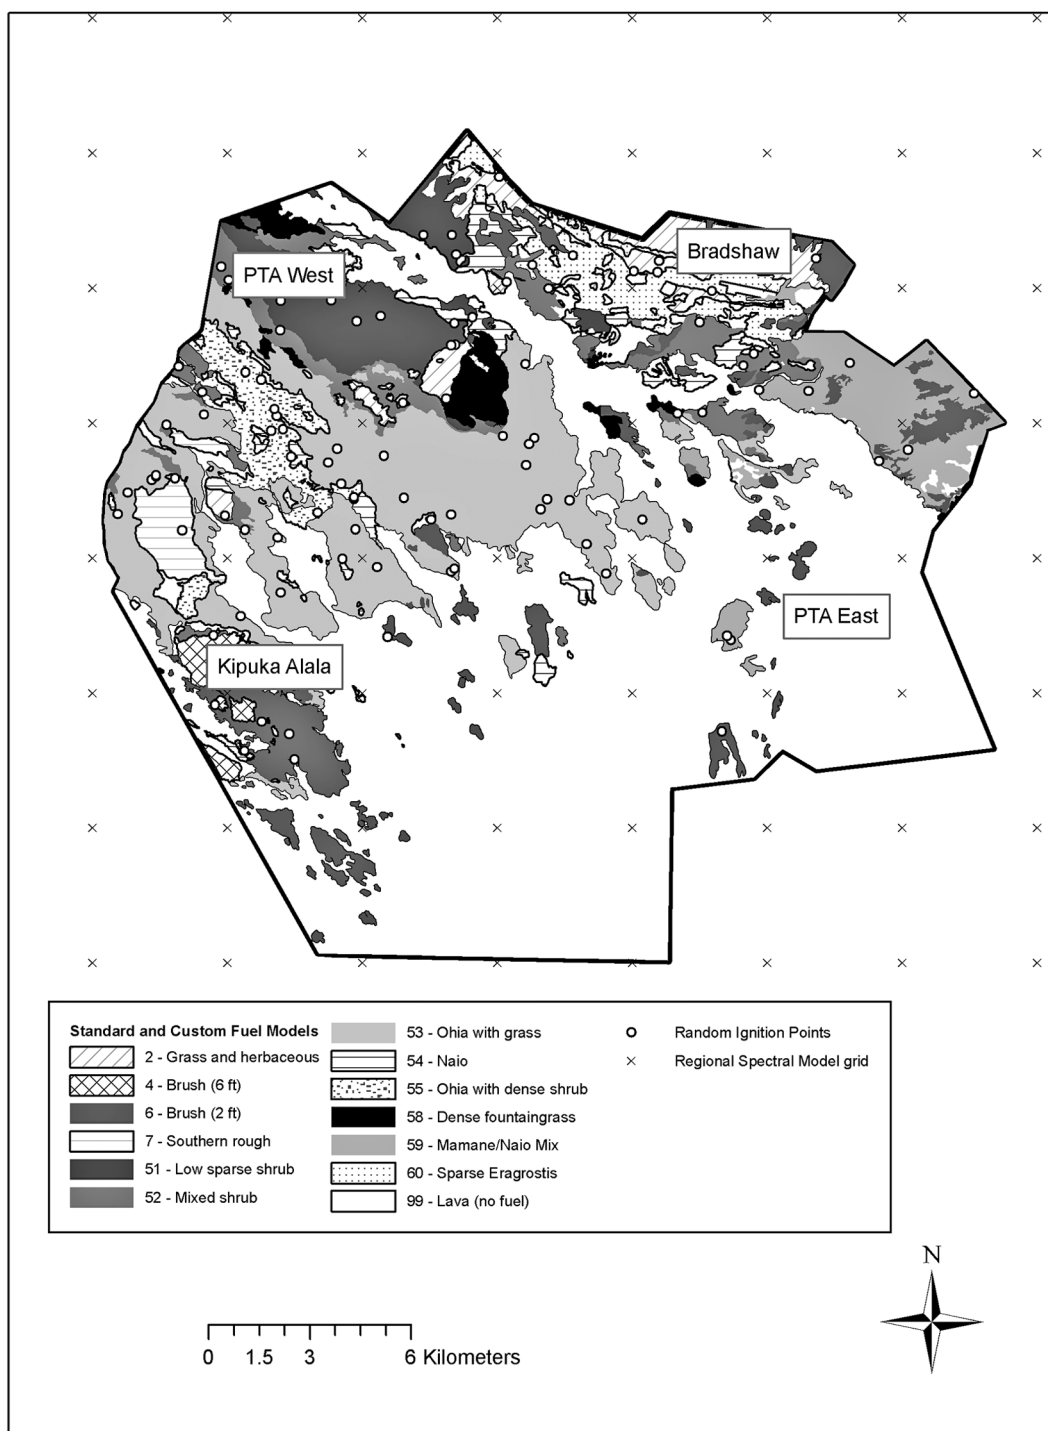 Bradshaw
PTA West
PTA East
Kipuka Alala
Standard and Custom Fuel Models
2 - Grass and herbaceous
4 - Brush (6 ft)
6 - Brush (2 ft)
7 - Southern rough
51 - Low sparse shrub
52 - Mixed shrub
53 - Ohia with grass
54 - Naio
55 - Ohia with dense shrub
58 - Dense fountaingrass
59 - Mamane/Naio Mix
60 - Sparse Eragrostis
99 - Lava (no fuel)
Random Ignition Points
Regional Spectral Model grid
N
0 1.5 3 6 Kilometers